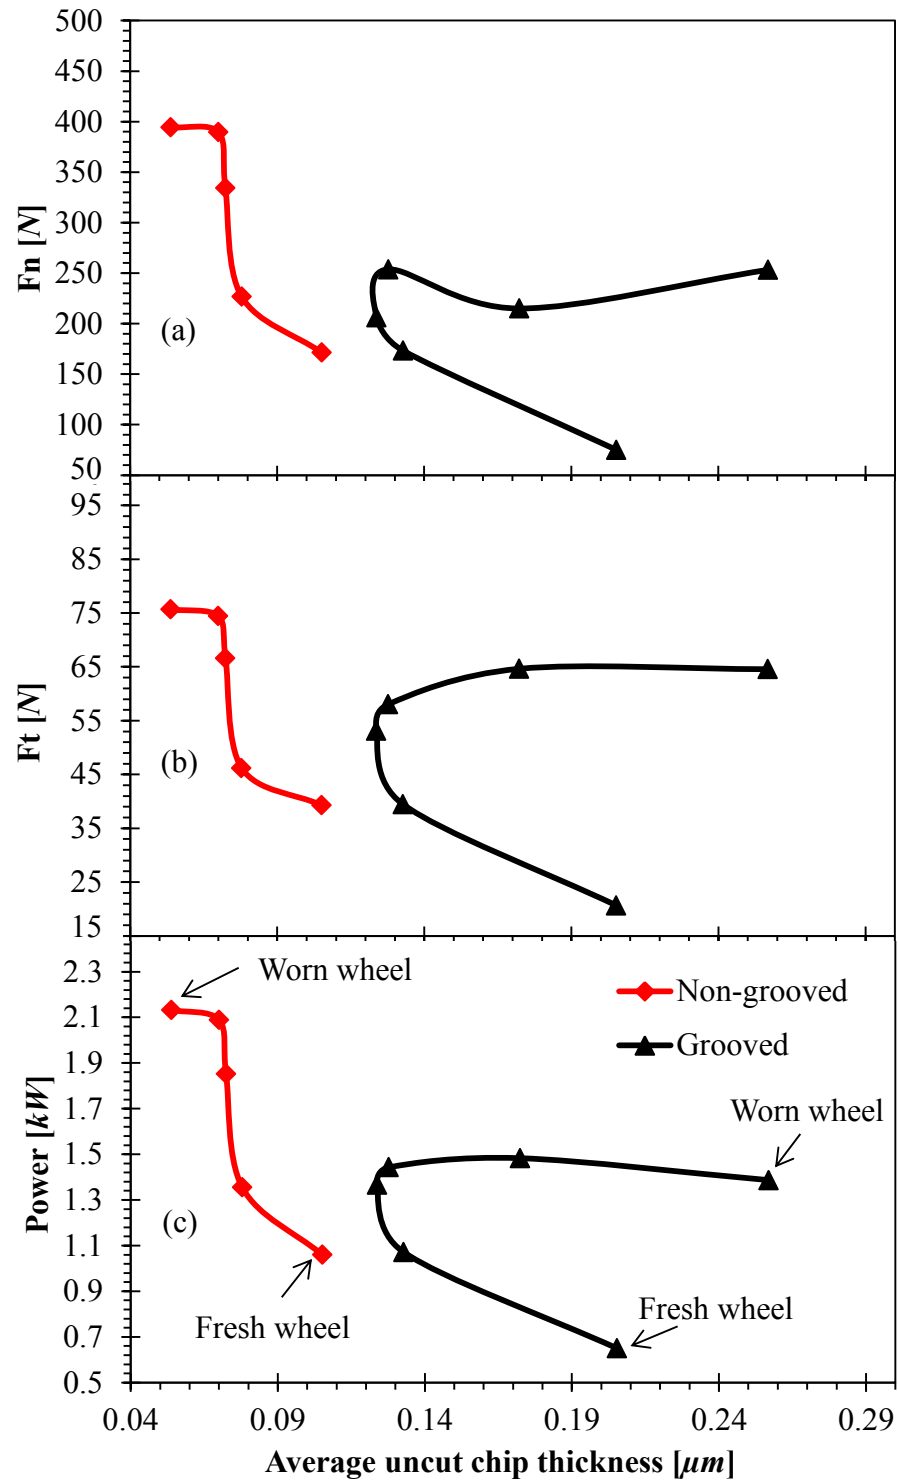 500
450
400
350
300
250
200
150
100
50
Fn [N]
(a)
95
85
75
65
55
45
35
25
15
Ft [N]
(b)
2.3
2.1
1.9
1.7
1.5
1.3
1.1
0.9
0.7
0.5
Power [kW]
(c)
Worn wheel
Non-grooved
Grooved
Worn wheel
Fresh wheel
Fresh wheel
0.04 0.09 0.14 0.19 0.24 0.29
Average uncut chip thickness [μm]